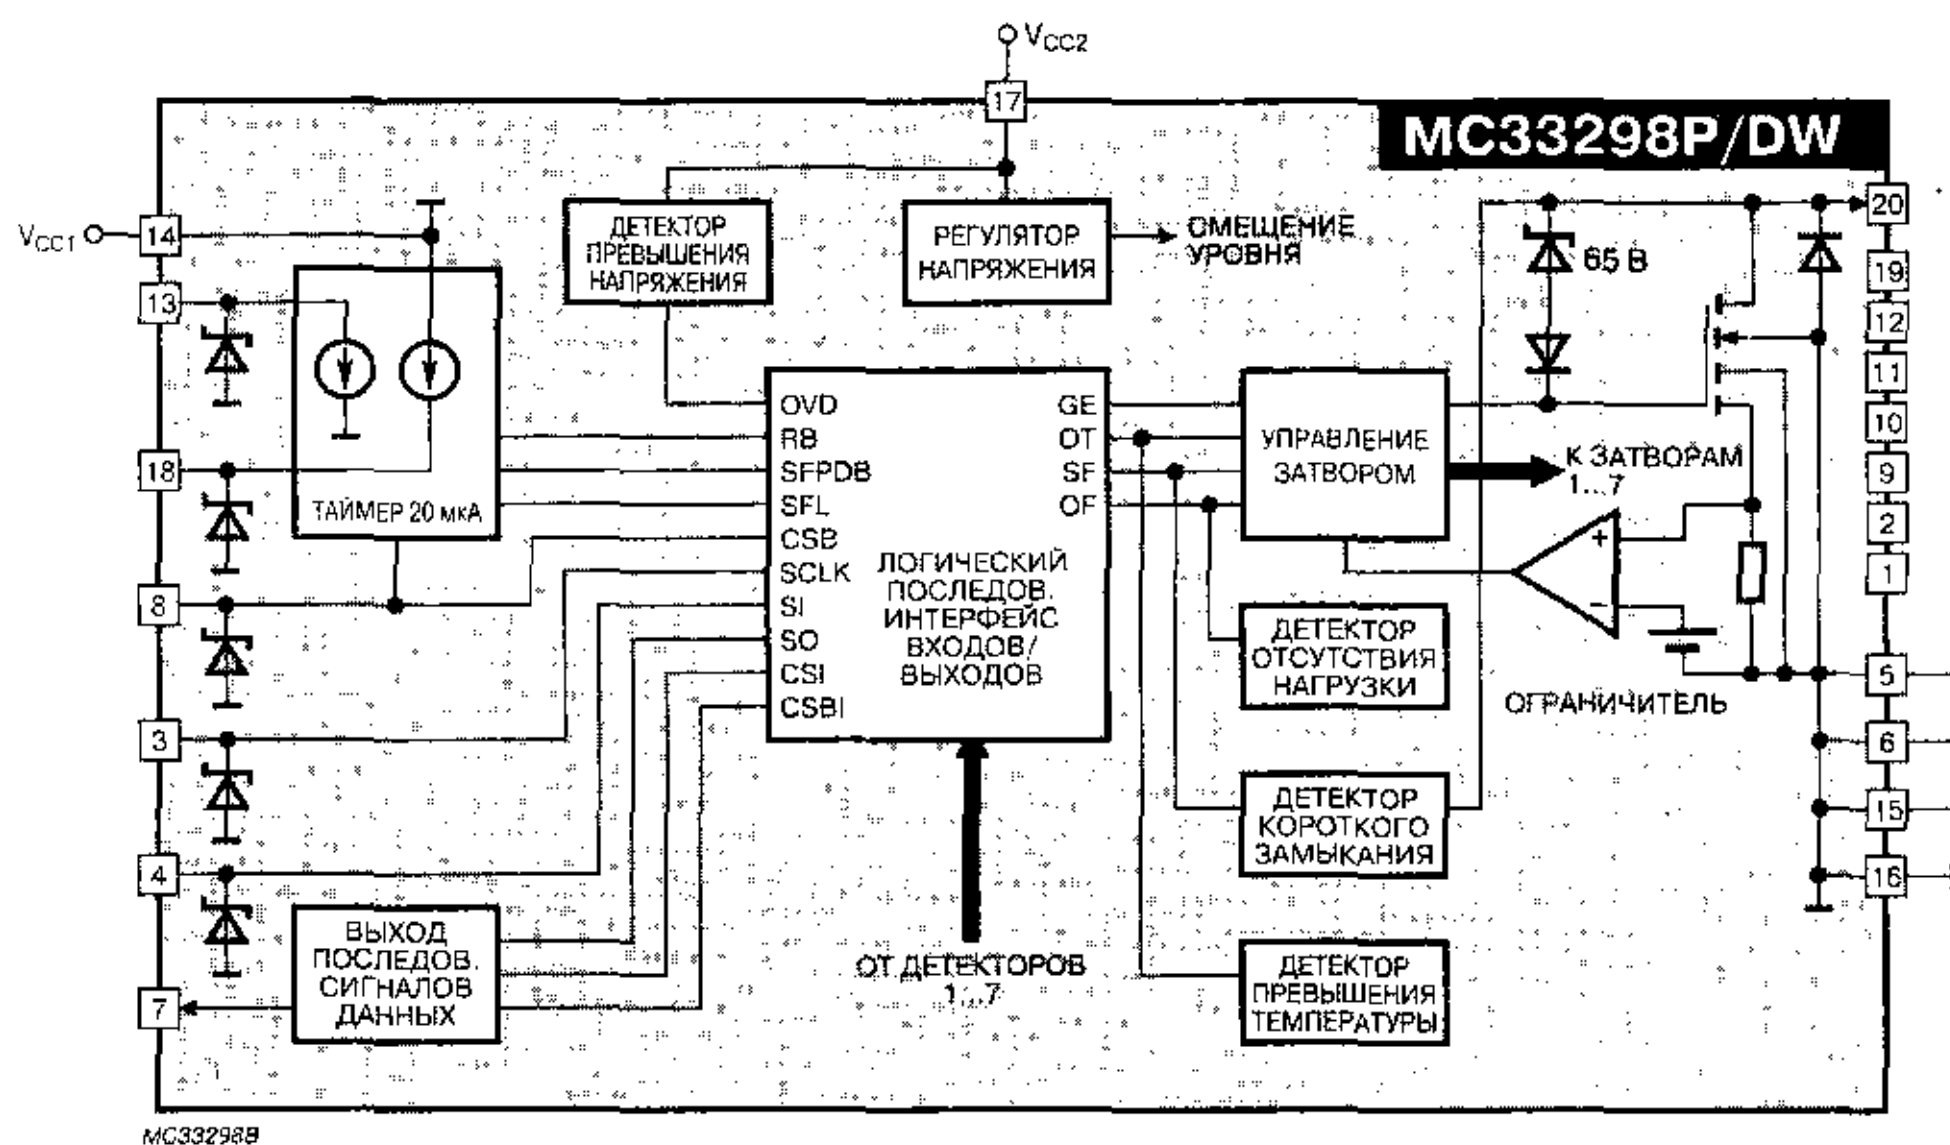 VCC2
17
MC33298P/DW
VCC1
14
13
18
8
3
4
7
ДЕТЕКТОР
ПРЕВЫШЕНИЯ
НАПРЯЖЕНИЯ
РЕГУЛЯТОР
НАПРЯЖЕНИЯ
СМЕЩЕНИЕ
УРОВНЯ
65 В
ТАЙМЕР 20 мкА
OVD
RB
SFPDB
SFL
CSB
SCLK
SI
SO
CSI
CSBI
GE
OT
SF
OF
ЛОГИЧЕСКИЙ
ПОСЛЕДОВ.
ИНТЕРФЕЙС
ВХОДОВ/
ВЫХОДОВ
УПРАВЛЕНИЕ
ЗАТВОРОМ
К ЗАТВОРАМ
1...7
+
−
ОГРАНИЧИТЕЛЬ
ДЕТЕКТОР
ОТСУТСТВИЯ
НАГРУЗКИ
ДЕТЕКТОР
КОРОТКОГО
ЗАМЫКАНИЯ
ДЕТЕКТОР
ПРЕВЫШЕНИЯ
ТЕМПЕРАТУРЫ
ОТ ДЕТЕКТОРОВ
1...7
ВЫХОД
ПОСЛЕДОВ.
СИГНАЛОВ
ДАННЫХ
20
19
12
11
10
9
2
1
5
6
15
16
MC33298B